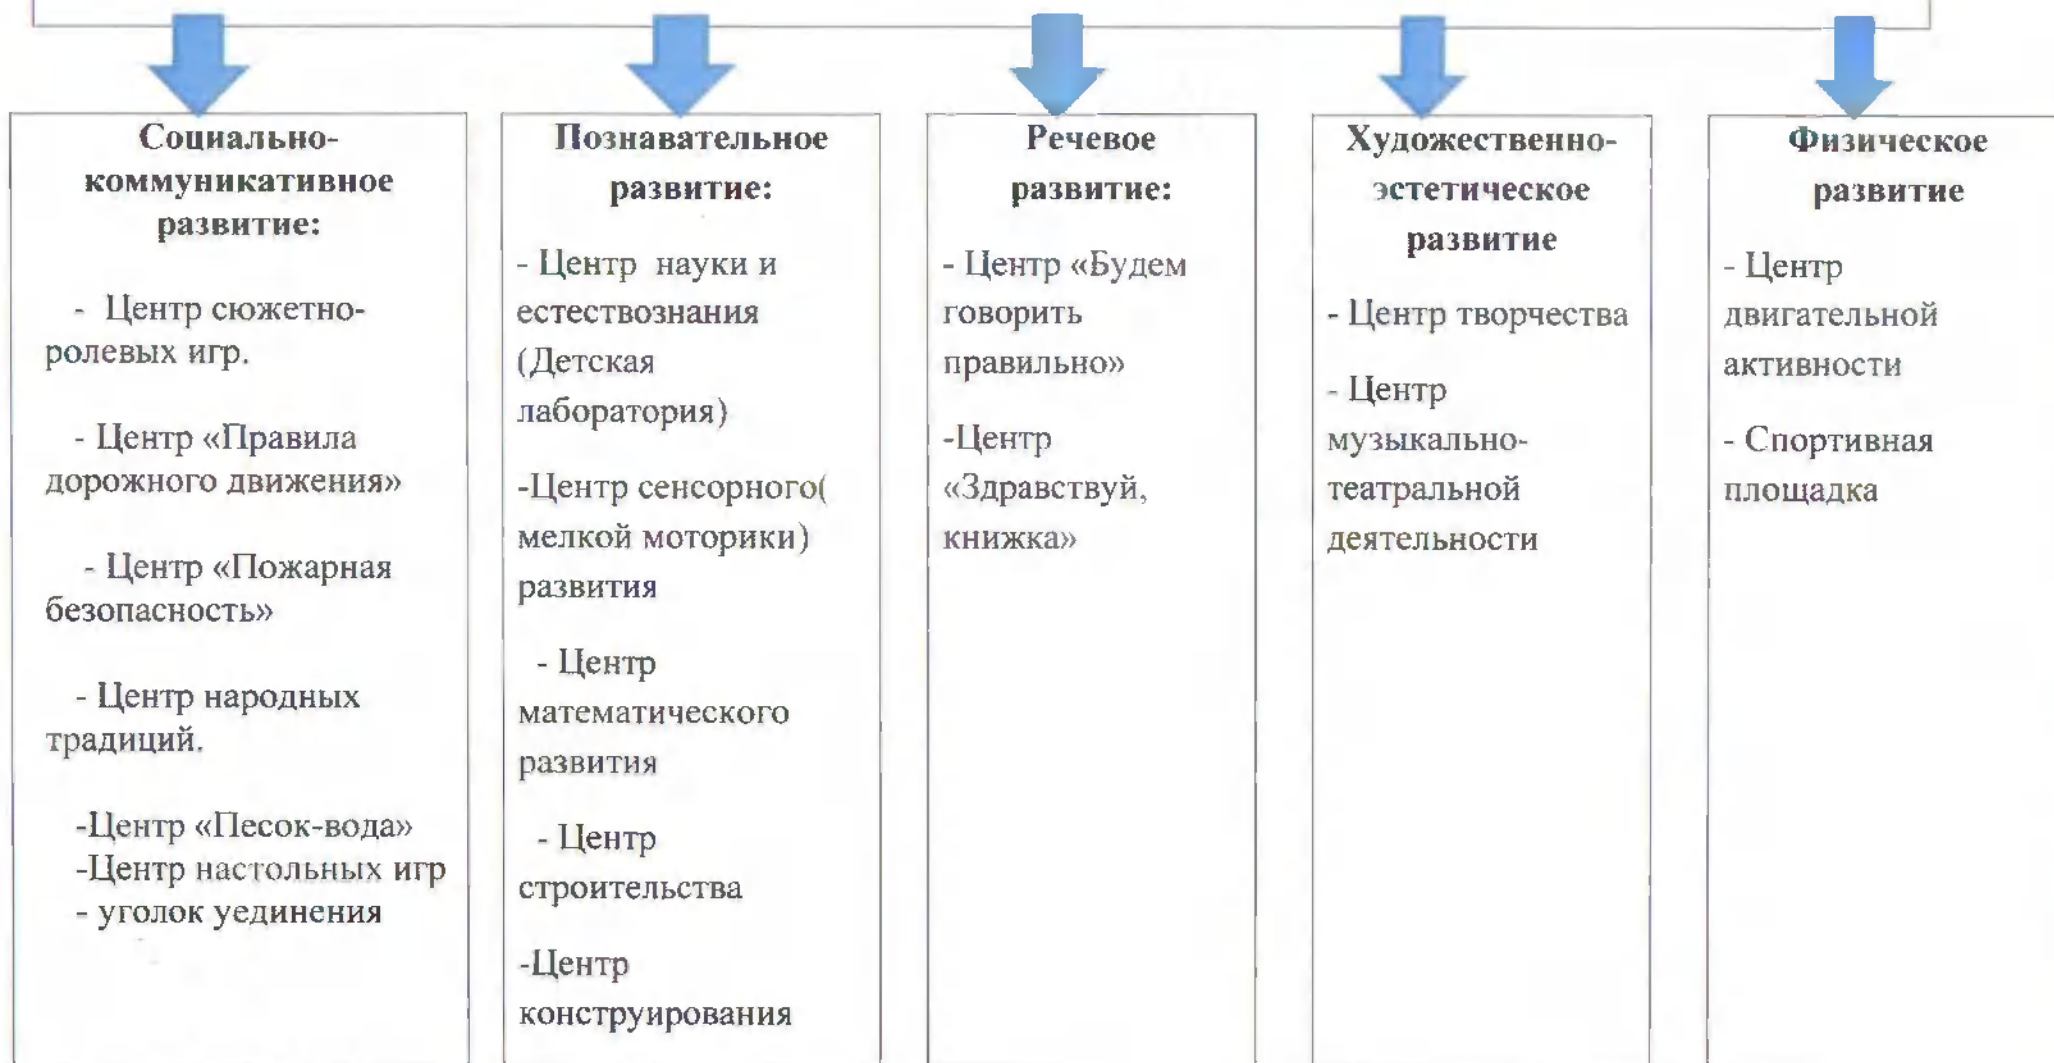 Социально-
коммуникативное
развитие:
- Центр сюжетно-
ролевых игр.
- Центр «Правила
дорожного движения»
- Центр «Пожарная
безопасность»
- Центр народных
традиций.
-Центр «Песок-вода»
-Центр настольных игр
- уголок уединения
Познавательное
развитие:
- Центр науки и
естествознания
(Детская
лаборатория)
-Центр сенсорного(
мелкой моторики)
развития
- Центр
математического
развития
- Центр
строительства
-Центр
конструирования
Речевое
развитие:
- Центр «Будем
говорить
правильно»
-Центр
«Здравствуй,
книжка»
Художественно-
эстетическое
развитие
- Центр творчества
- Центр
музыкально-
театральной
деятельности
Физическое
развитие
- Центр
двигательной
активности
- Спортивная
площадка